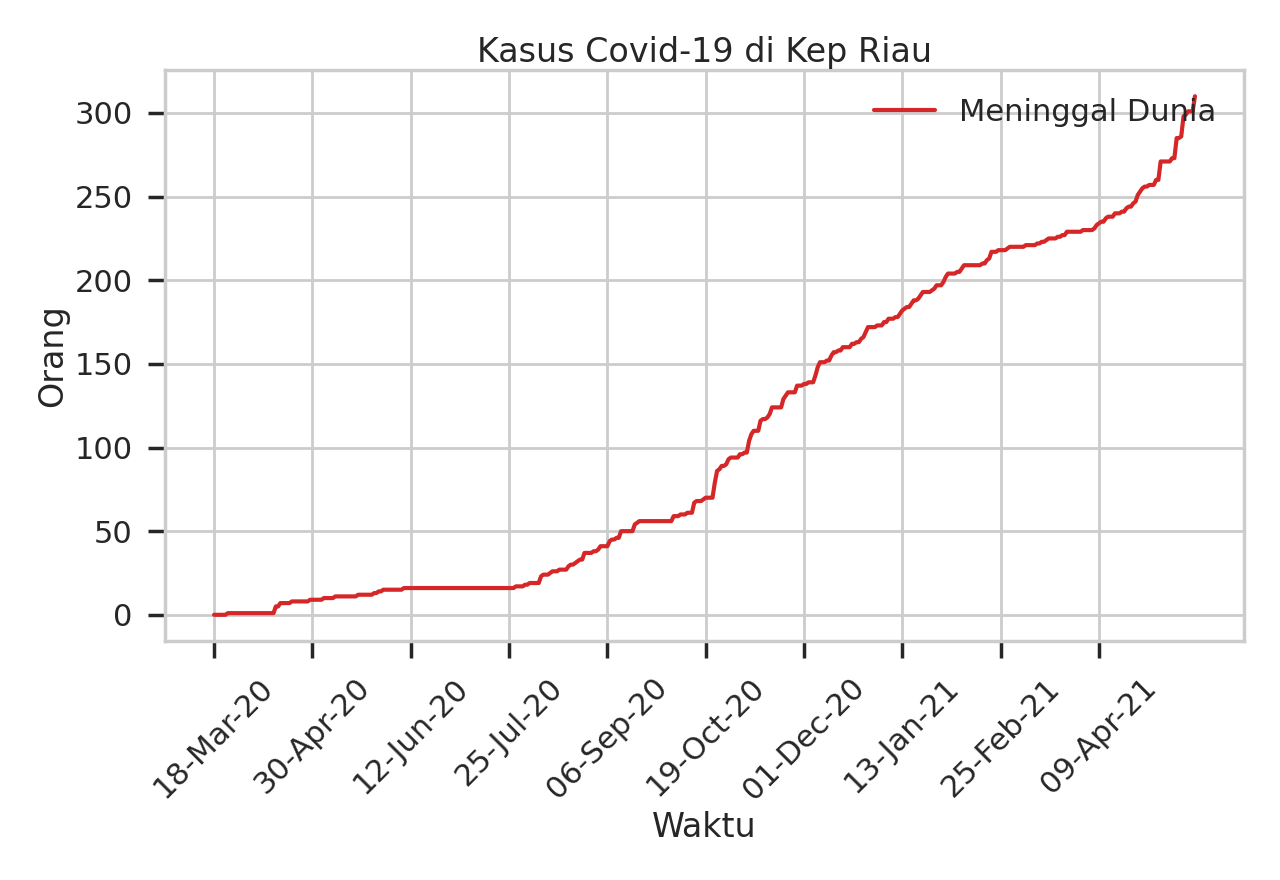 Kasus Covid-19 di Kep Riau
Meninggal Dunia
300
250
200
150
100
50
0
Orang
18-Mar-20
30-Apr-20
12-Jun-20
25-Jul-20
06-Sep-20
19-Oct-20
01-Dec-20
13-Jan-21
25-Feb-21
09-Apr-21
Waktu